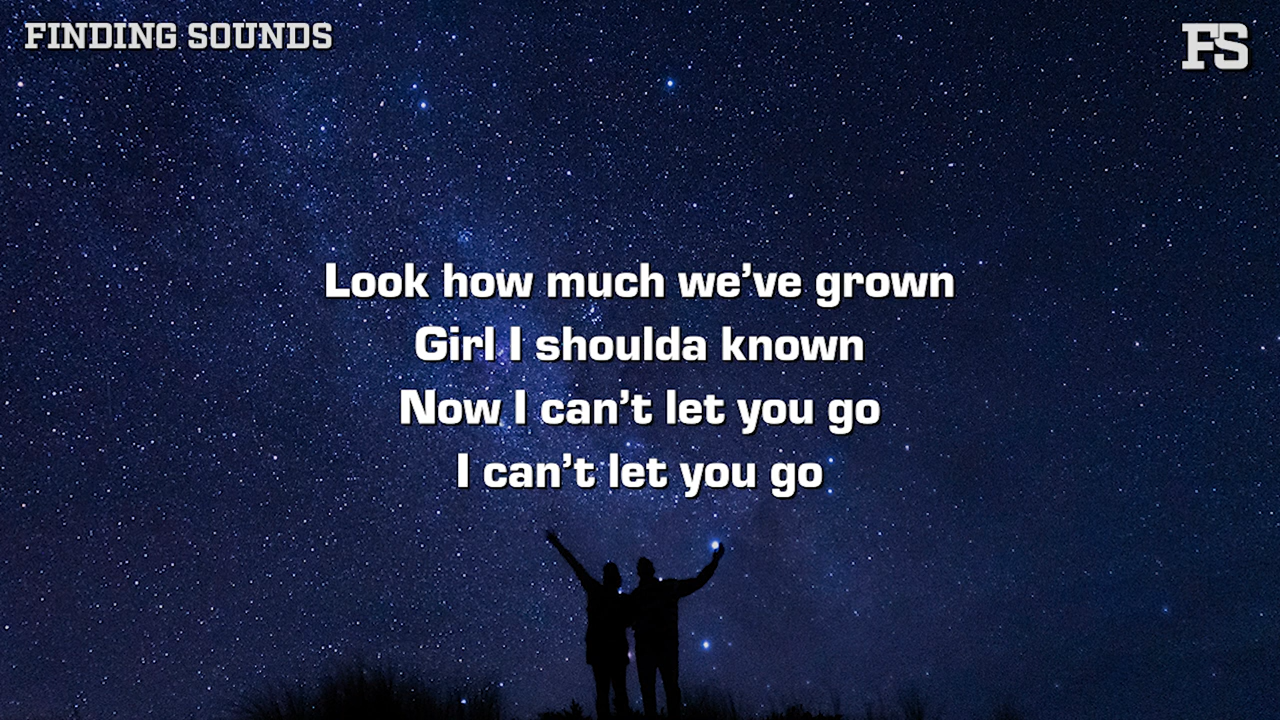 FINDING SOUNDS
FS
Look how much we’ve grown
Girl I shoulda known
Now I can’t let you go
I can’t let you go